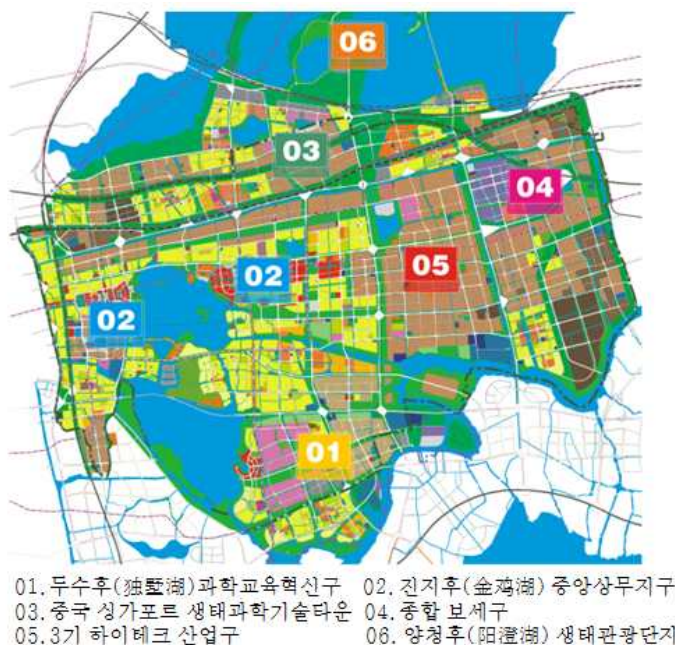 06
03
04
02
05
02
01
01.두수후(独墅湖)과학교육혁신구 02.진지후(金鸡湖) 중앙상무지구
03.중국 싱가포르 생태과학기술타운 04.종합 보세구
05.3기 하이테크 산업구 06.양청후(阳澄湖) 생태관광단지